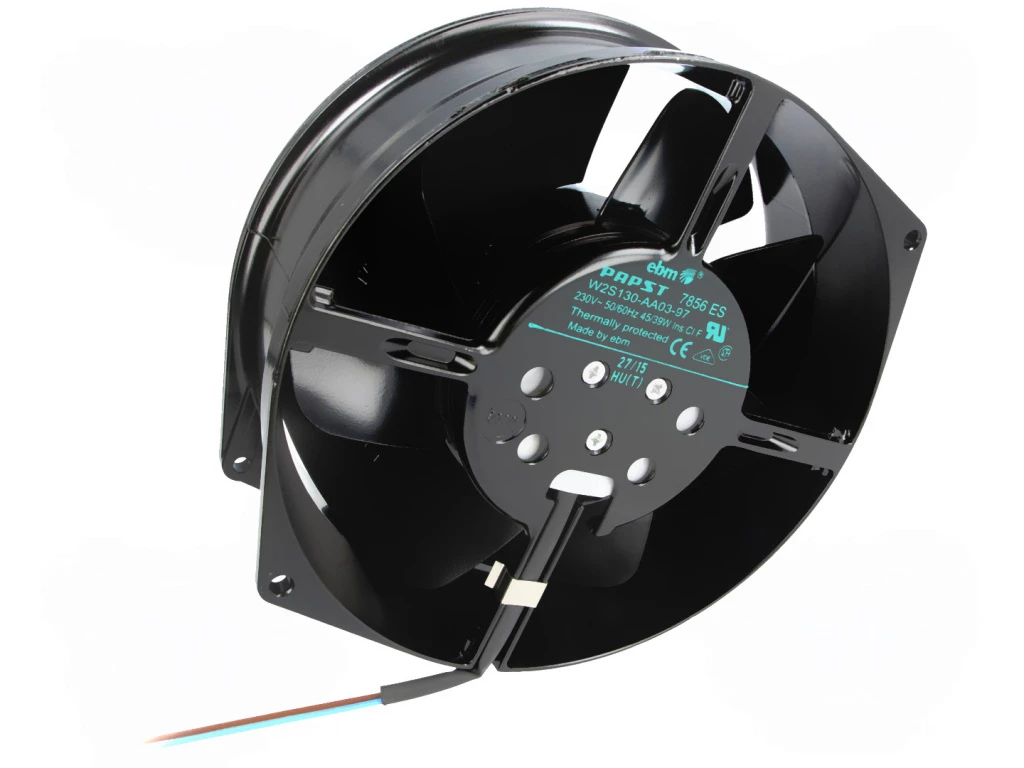 ebm®
PAPST 7856 ES
W2S130-AA03-97
230V~ 50/60Hz 45/39W Ins.Cl F
Thermally protected
Made by ebm
CE
27/15
HU(T)